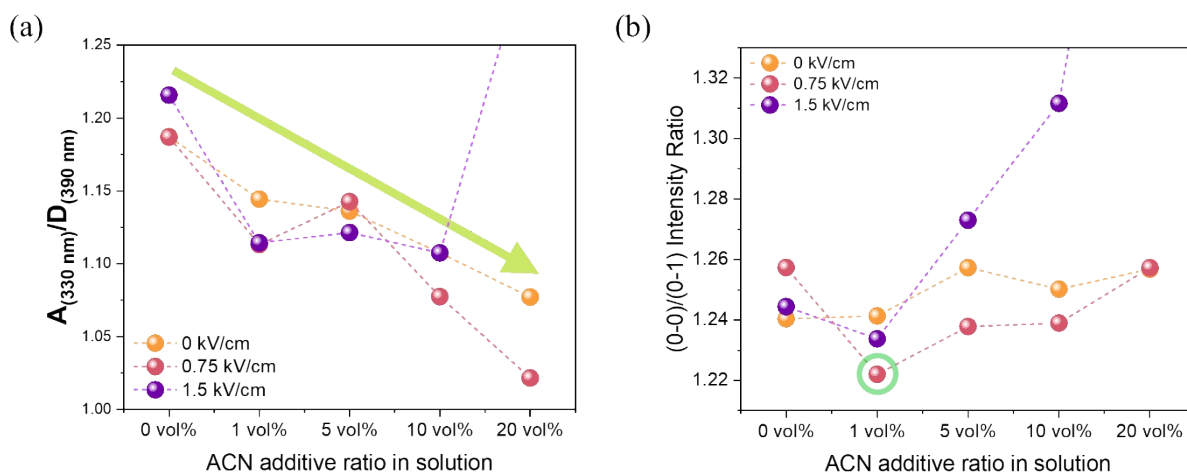 (a)
1.25
1.20
1.15
1.10
1.05
1.00
A(330 nm)/D(390 nm)
0 kV/cm
0.75 kV/cm
1.5 kV/cm
0 vol%
1 vol%
5 vol%
10 vol%
20 vol%
ACN additive ratio in solution
(b)
0 kV/cm
0.75 kV/cm
1.5 kV/cm
1.32
1.30
1.28
1.26
1.24
1.22
(0-0)/(0-1) Intensity Ratio
0 vol%
1 vol%
5 vol%
10 vol%
20 vol%
ACN additive ratio in solution